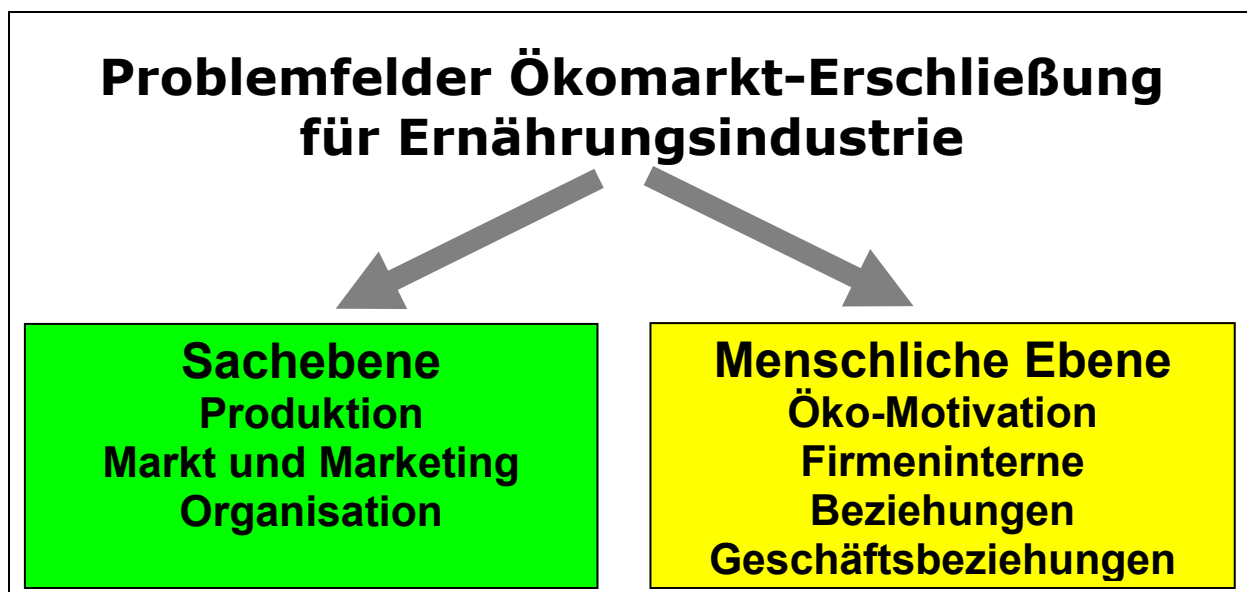 Problemfelder Ökomarkt-Erschließung
für Ernährungsindustrie
Sachebene
Produktion
Markt und Marketing
Organisation
Menschliche Ebene
Öko-Motivation
Firmeninterne
Beziehungen
Geschäftsbeziehungen